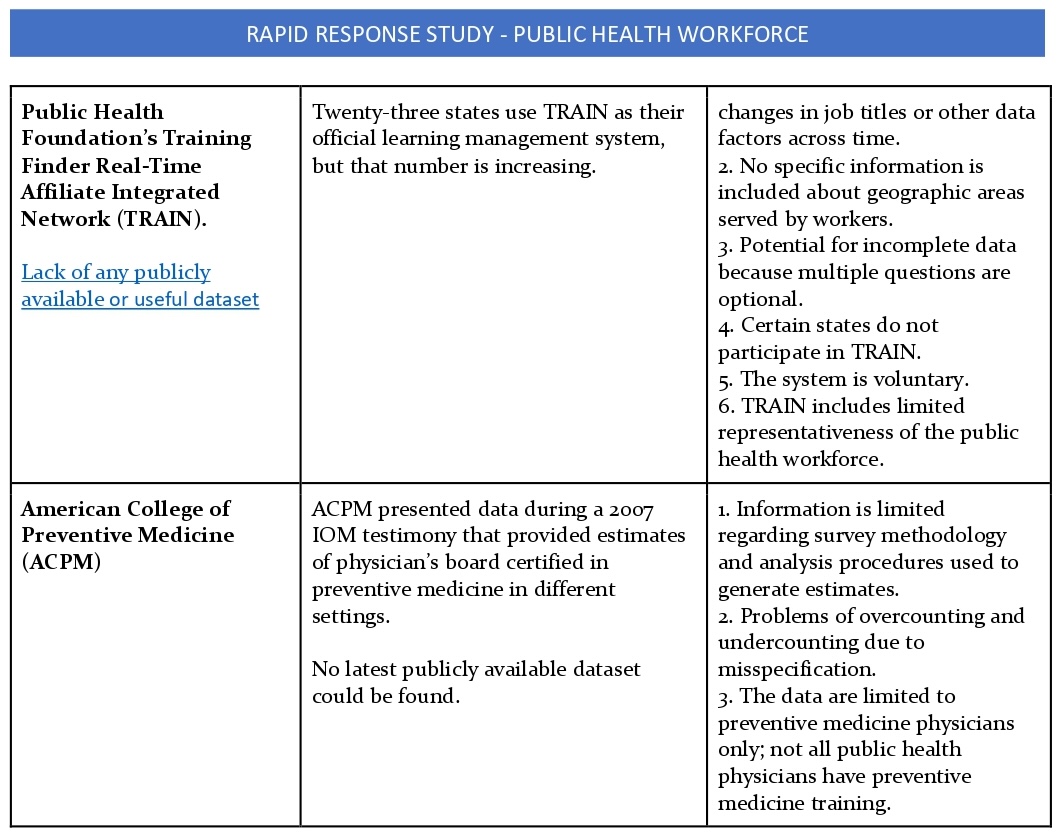 RAPID RESPONSE STUDY - PUBLIC HEALTH WORKFORCE
Public Health
Foundation’s Training
Finder Real-Time
Affiliate Integrated
Network (TRAIN).
Lack of any publicly
available or useful dataset
Twenty-three states use TRAIN as their
official learning management system,
but that number is increasing.
changes in job titles or other data
factors across time.
2. No specific information is
included about geographic areas
served by workers.
3. Potential for incomplete data
because multiple questions are
optional.
4. Certain states do not
participate in TRAIN.
5. The system is voluntary.
6. TRAIN includes limited
representativeness of the public
health workforce.
American College of
Preventive Medicine
(ACPM)
ACPM presented data during a 2007
IOM testimony that provided estimates
of physician’s board certified in
preventive medicine in different
settings.
No latest publicly available dataset
could be found.
1. Information is limited
regarding survey methodology
and analysis procedures used to
generate estimates.
2. Problems of overcounting and
undercounting due to
misspecification.
3. The data are limited to
preventive medicine physicians
only; not all public health
physicians have preventive
medicine training.